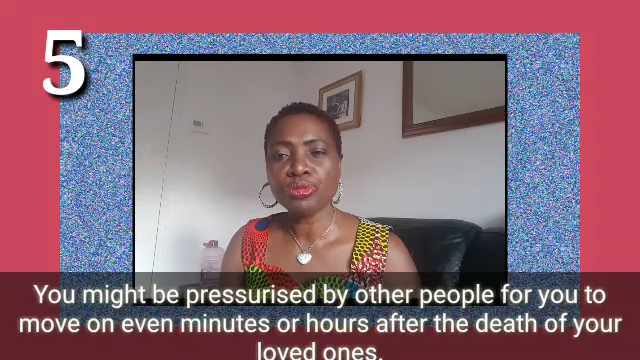 5
You might be pressurised by other people for you to
move on even minutes or hours after the death of your
loved ones.